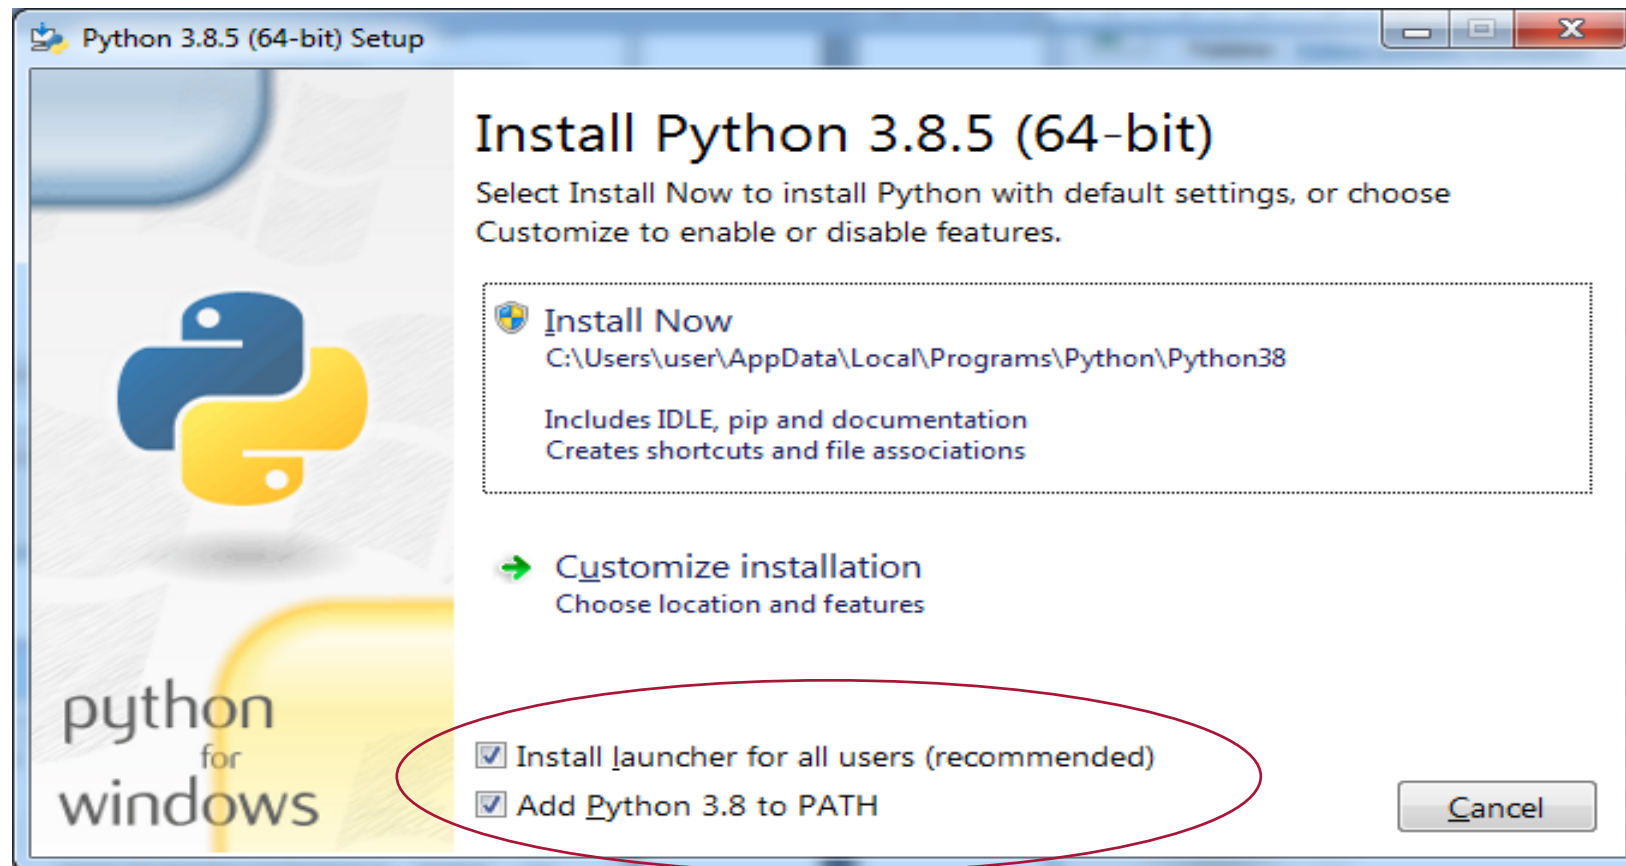 Python 3.8.5 (64-bit) Setup
Install Python 3.8.5 (64-bit)
Select Install Now to install Python with default settings, or choose
Customize to enable or disable features.
Install Now
C:\Users\user\AppData\Local\Programs\Python\Python38
Includes IDLE, pip and documentation
Creates shortcuts and file associations
Customize installation
Choose location and features
python
for
windows
Install launcher for all users (recommended)
Add Python 3.8 to PATH
Cancel